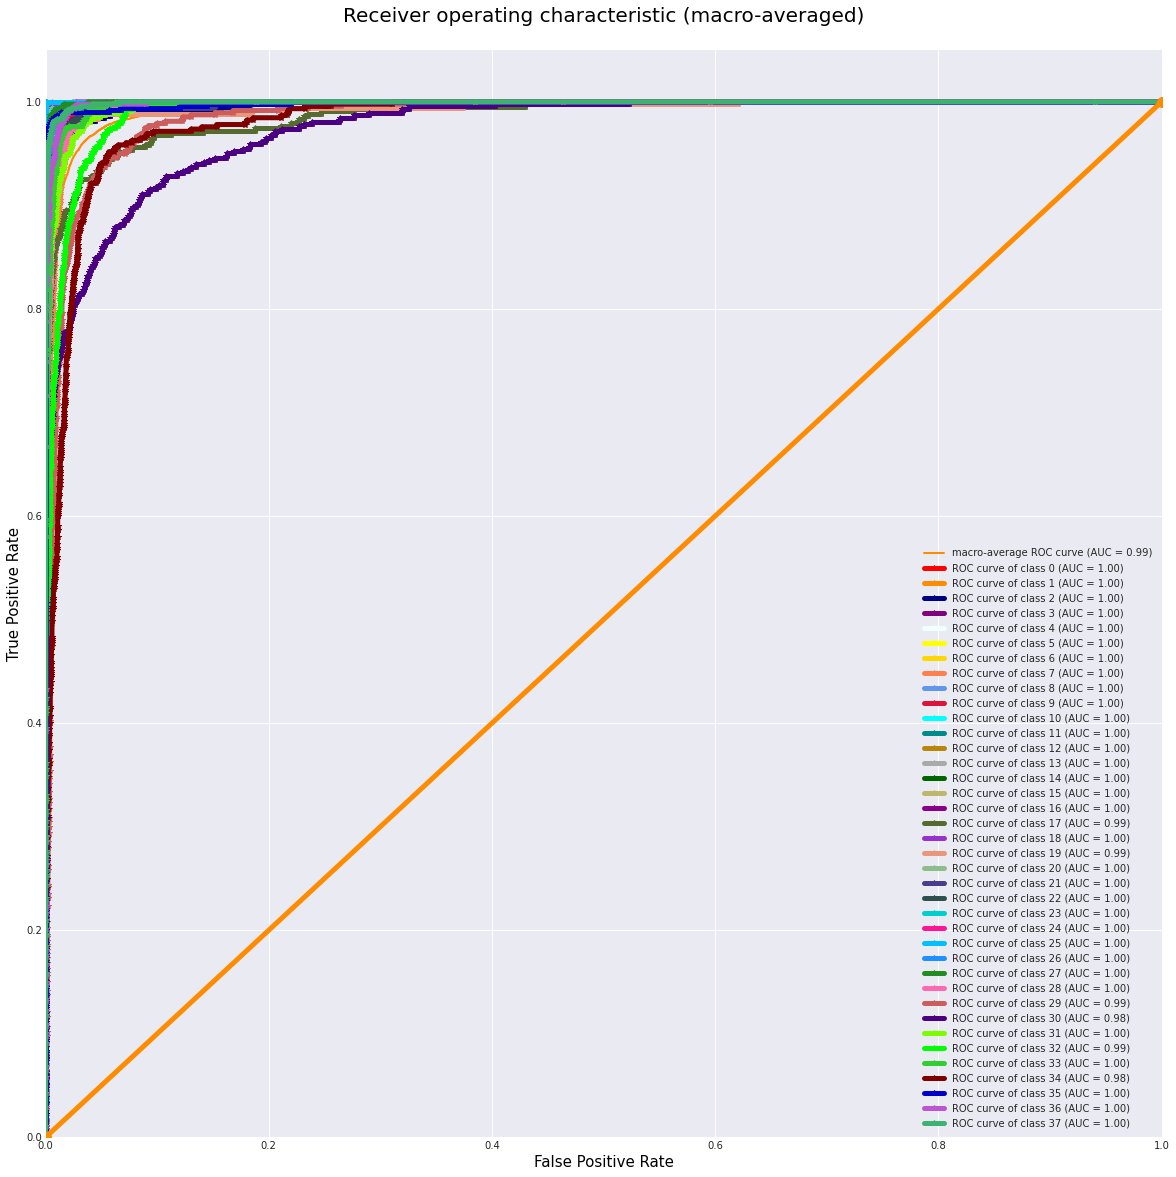 Receiver operating characteristic (macro-averaged)
1.0
0.8
0.6
0.4
0.2
0.0
True Positive Rate
macro-average ROC curve (AUC = 0.99)
ROC curve of class 0 (AUC = 1.00)
ROC curve of class 1 (AUC = 1.00)
ROC curve of class 2 (AUC = 1.00)
ROC curve of class 3 (AUC = 1.00)
ROC curve of class 4 (AUC = 1.00)
ROC curve of class 5 (AUC = 1.00)
ROC curve of class 6 (AUC = 1.00)
ROC curve of class 7 (AUC = 1.00)
ROC curve of class 8 (AUC = 1.00)
ROC curve of class 9 (AUC = 1.00)
ROC curve of class 10 (AUC = 1.00)
ROC curve of class 11 (AUC = 1.00)
ROC curve of class 12 (AUC = 1.00)
ROC curve of class 13 (AUC = 1.00)
ROC curve of class 14 (AUC = 1.00)
ROC curve of class 15 (AUC = 1.00)
ROC curve of class 16 (AUC = 1.00)
ROC curve of class 17 (AUC = 0.99)
ROC curve of class 18 (AUC = 1.00)
ROC curve of class 19 (AUC = 0.99)
ROC curve of class 20 (AUC = 1.00)
ROC curve of class 21 (AUC = 1.00)
ROC curve of class 22 (AUC = 1.00)
ROC curve of class 23 (AUC = 1.00)
ROC curve of class 24 (AUC = 1.00)
ROC curve of class 25 (AUC = 1.00)
ROC curve of class 26 (AUC = 1.00)
ROC curve of class 27 (AUC = 1.00)
ROC curve of class 28 (AUC = 1.00)
ROC curve of class 29 (AUC = 0.99)
ROC curve of class 30 (AUC = 0.98)
ROC curve of class 31 (AUC = 1.00)
ROC curve of class 32 (AUC = 0.99)
ROC curve of class 33 (AUC = 1.00)
ROC curve of class 34 (AUC = 0.98)
ROC curve of class 35 (AUC = 1.00)
ROC curve of class 36 (AUC = 1.00)
ROC curve of class 37 (AUC = 1.00)
0.0 0.2 0.4 0.6 0.8 1.0
False Positive Rate